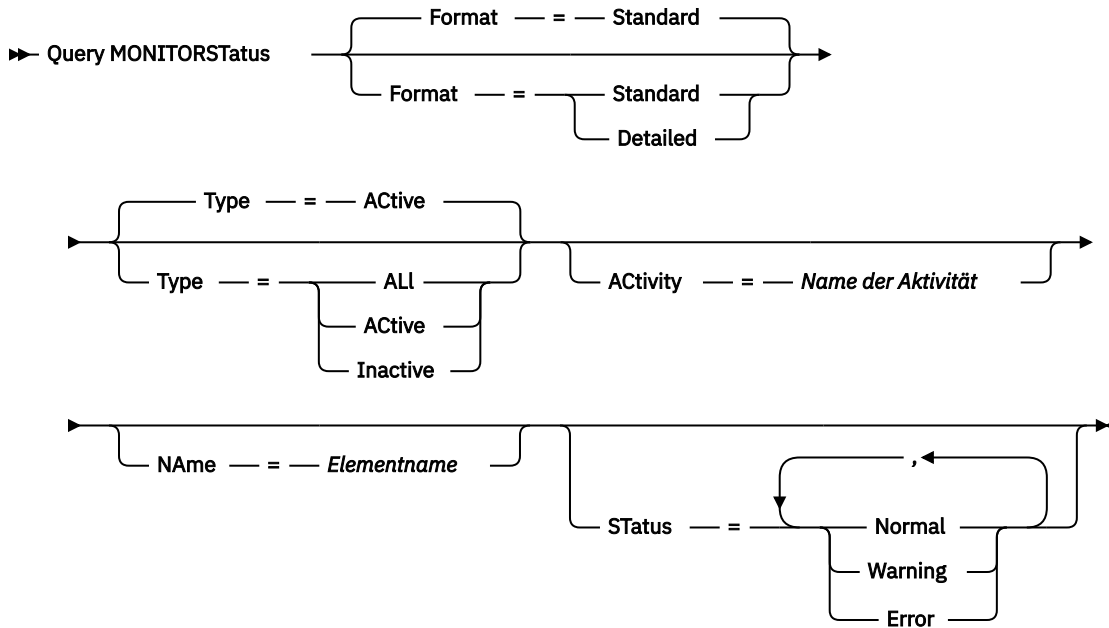 Format = Standard
Query MONITORSTatus
Format = Standard
Detailed
Type = ACtive
Type = ALl
ACtivity = Name der Aktivität
ACtive
Inactive
NAme = Elementname
,
STatus = Normal
Warning
Error